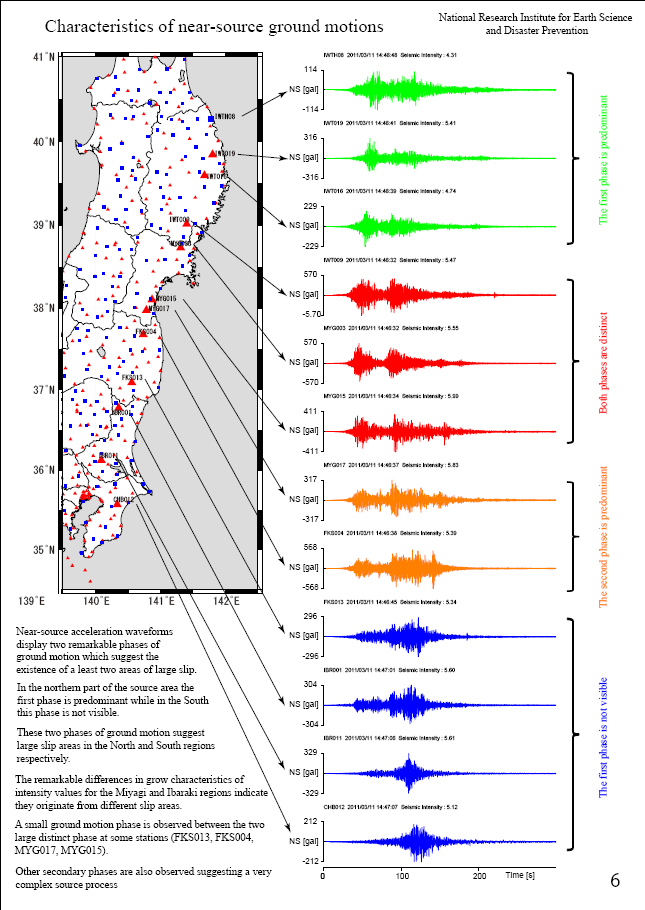 Characteristics of near-source ground motions
National Research Institute for Earth Science
and Disaster Prevention
41°N
40°N
39°N
38°N
37°N
36°N
35°N
139°E
140°E
141°E
142°E
IWTH08
IWT019
IWT009
MYG015
MYG017
FKS004
FKS013
CHB012
IWTH08 2011/03/11 14:46:48 Seismic Intensity : 4.31
114
NS [gal]
-114
IWT019 2011/03/11 14:46:41 Seismic Intensity : 5.41
316
NS [gal]
-316
IWT016 2011/03/11 14:46:39 Seismic Intensity : 4.74
229
NS [gal]
-229
IWT009 2011/03/11 14:46:32 Seismic Intensity : 5.47
570
NS [gal]
-5.70
MYG003 2011/03/11 14:46:32 Seismic Intensity : 5.55
570
NS [gal]
-570
MYG015 2011/03/11 14:46:34 Seismic Intensity : 5.99
411
NS [gal]
-411
MYG017 2011/03/11 14:46:37 Seismic Intensity : 5.83
317
NS [gal]
-317
FKS004 2011/03/11 14:46:38 Seismic Intensity : 5.39
568
NS [gal]
-568
FKS013 2011/03/11 14:46:45 Seismic Intensity : 5.34
296
NS [gal]
-296
IBR001 2011/03/11 14:47:01 Seismic Intensity : 5.60
304
NS [gal]
-304
IBR011 2011/03/11 14:47:06 Seismic Intensity : 5.61
329
NS [gal]
-329
CHB012 2011/03/11 14:47:07 Seismic Intensity : 5.12
212
NS [gal]
-212
0
100
200
Time [s]
The first phase is predominant
Both phases are distinct
The second phase is predominant
The first phase is not visible
Near-source acceleration waveforms
display two remarkable phases of
ground motion which suggest the
existence of a least two areas of large slip.
In the northern part of the source area the
first phase is predominant while in the South
this phase is not visible.
These two phases of ground motion suggest
large slip areas in the North and South regions
respectively.
The remarkable differences in grow characteristics of
intensity values for the Miyagi and Ibaraki regions indicate
they originate from different slip areas.
A small ground motion phase is observed between the two
large distinct phase at some stations (FKS013, FKS004,
MYG017, MYG015).
Other secondary phases are also observed suggesting a very
complex source process
6